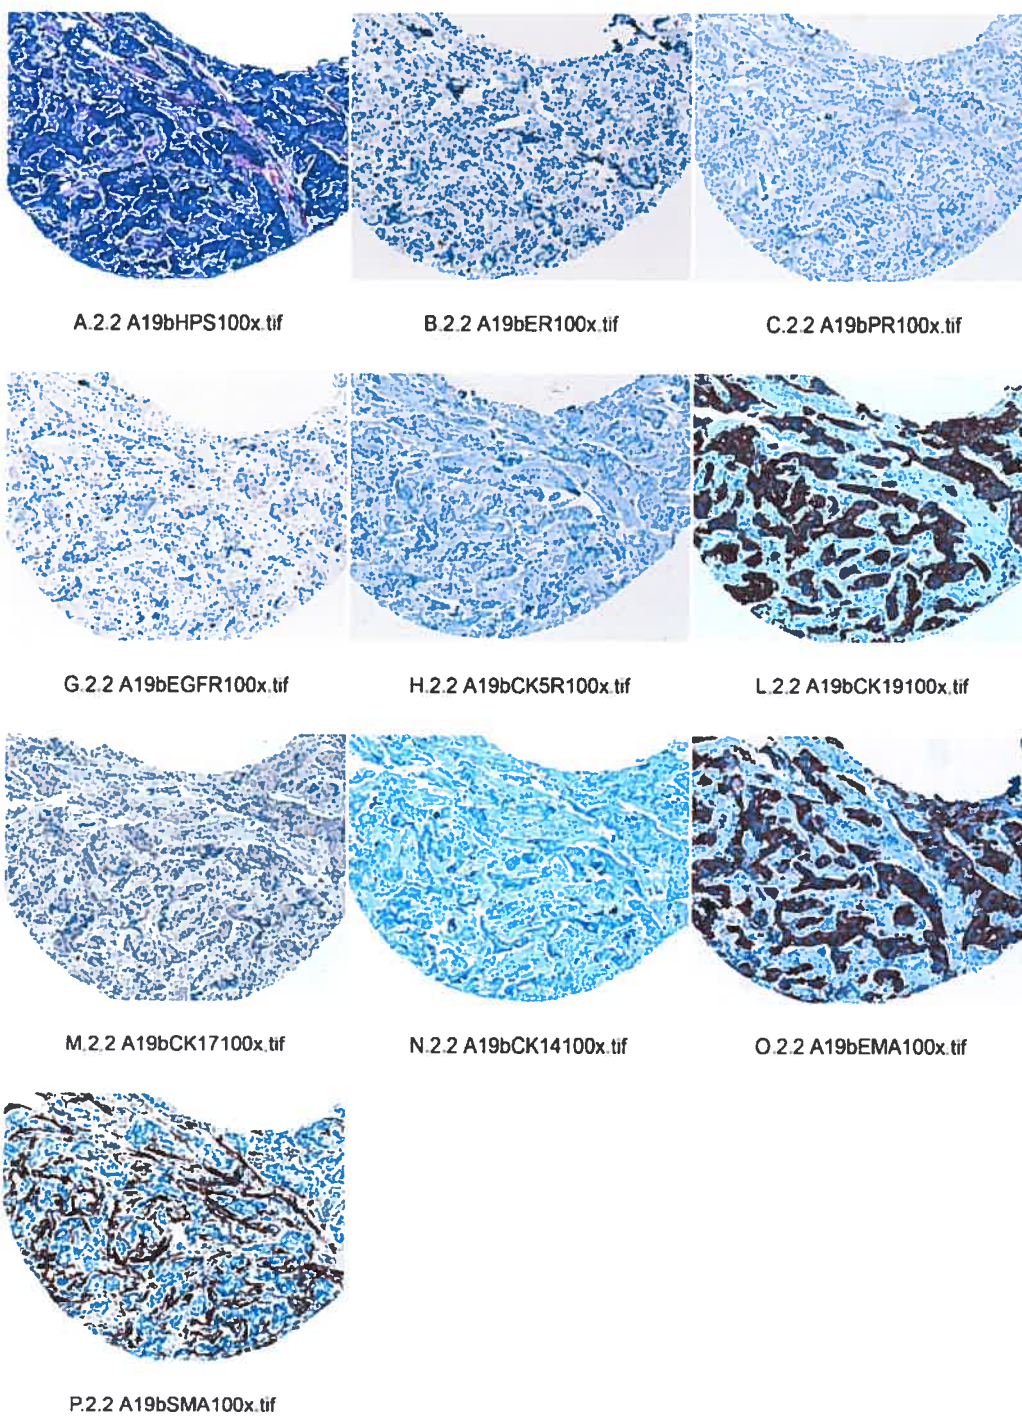 A.2.2 A19bHPS100x.tif
B.2.2 A19bER100x.tif
C.2.2 A19bPR100x.tif
G.2.2 A19bEGFR100x.tif
H.2.2 A19bCK5R100x.tif
L.2.2 A19bCK19100x.tif
M.2.2 A19bCK17100x.tif
N.2.2 A19bCK14100x.tif
O.2.2 A19bEMA100x.tif
P.2.2 A19bSMA100x.tif